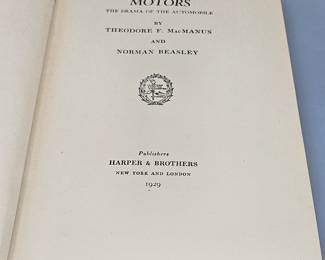 MOTORS
THE DRAMA OF THE AUTOMOBILE
BY
THEODORE F. MacMANUS
AND
NORMAN BEASLEY
Publishers
HARPER & BROTHERS
NEW YORK AND LONDON
1929